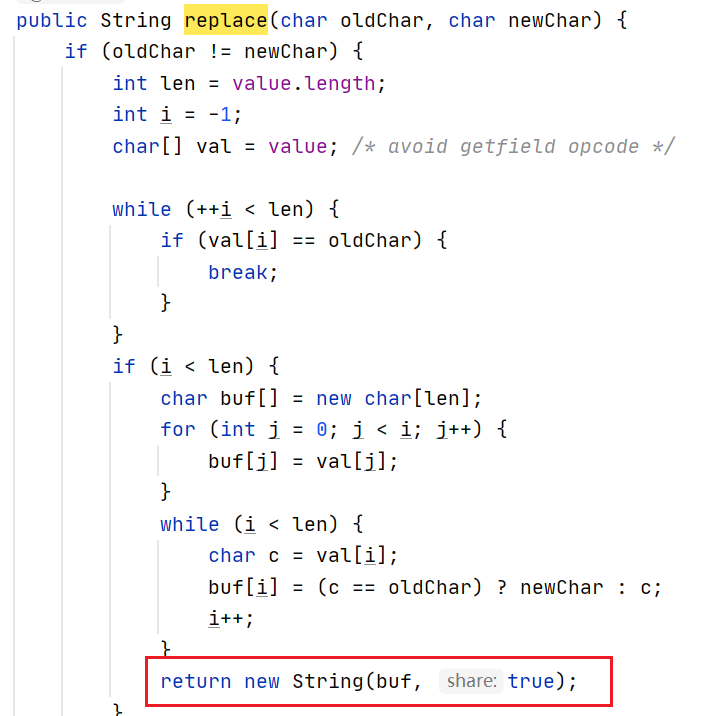 public String replace(char oldChar, char newChar) {
if (oldChar != newChar) {
int len = value.length;
int i = -1;
char[] val = value; /* avoid getfield opcode */
while (++i < len) {
if (val[i] == oldChar) {
break;
}
}
if (i < len) {
char buf[] = new char[len];
for (int j = 0; j < i; j++) {
buf[j] = val[j];
}
while (i < len) {
char c = val[i];
buf[i] = (c == oldChar) ? newChar : c;
i++;
}
return new String(buf, share: true);
}